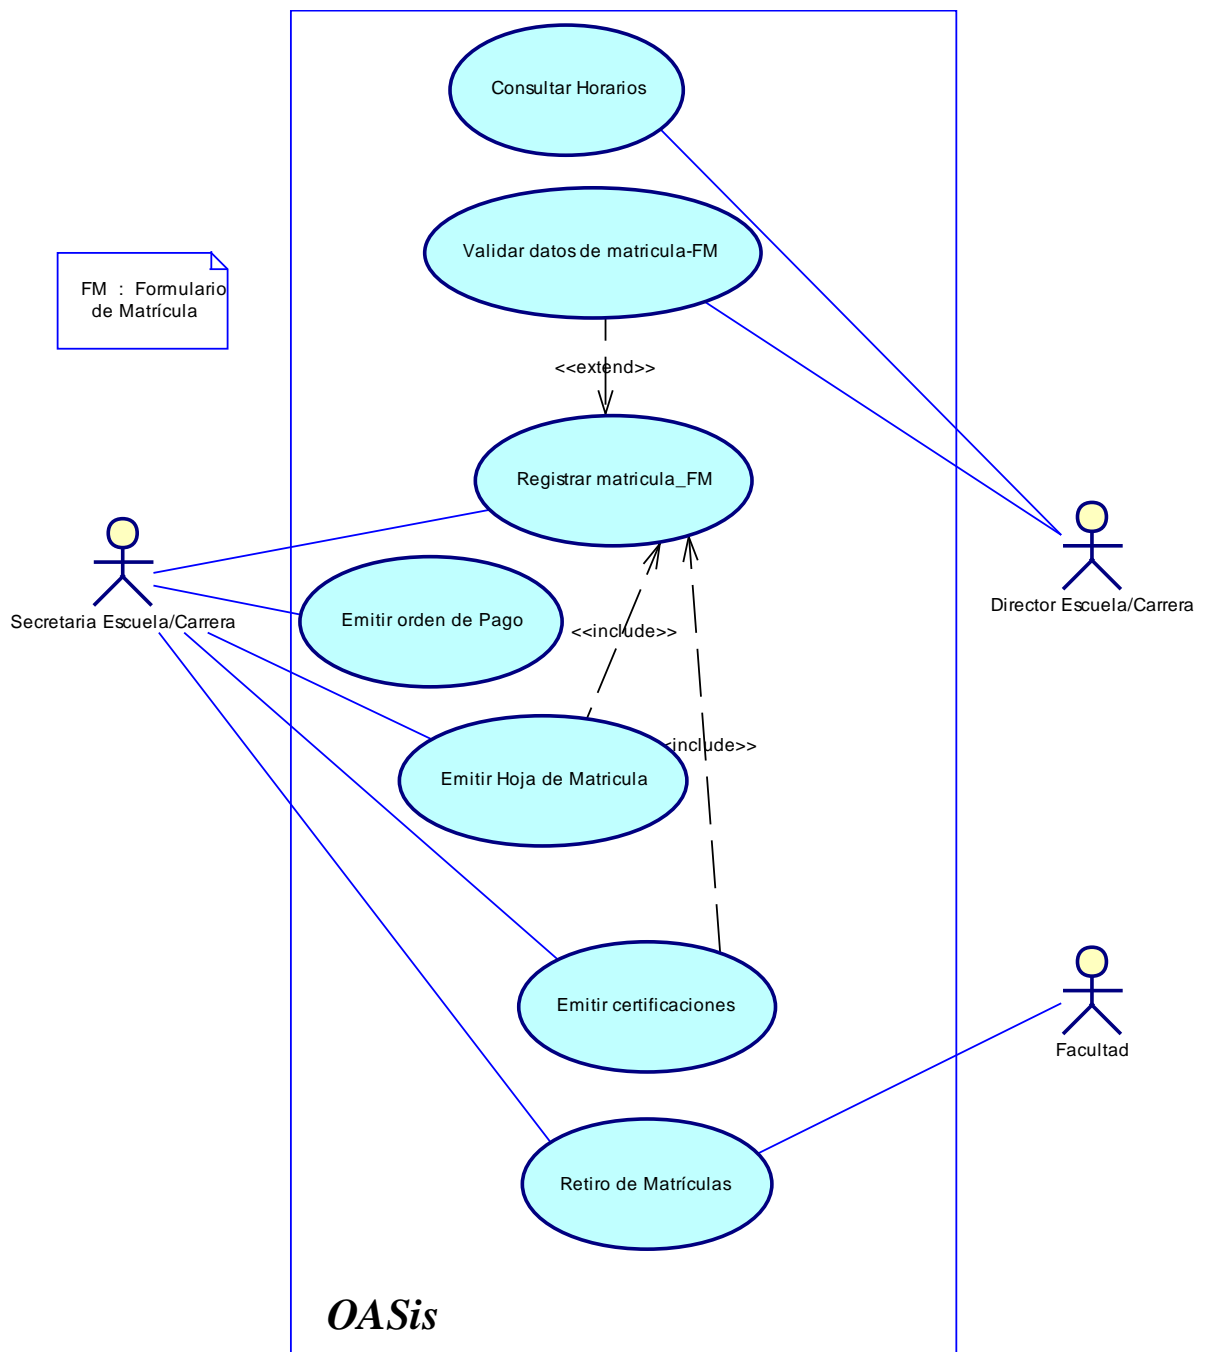 Consultar Horarios
Validar datos de matricula-FM
FM : Formulario
de Matrícula
<<extend>>
Registrar matricula_FM
Secretaria Escuela/Carrera
Director Escuela/Carrera
Emitir orden de Pago
<<include>>
<include>>
Emitir Hoja de Matricula
Emitir certificaciones
Facultad
Retiro de Matrículas
OASis